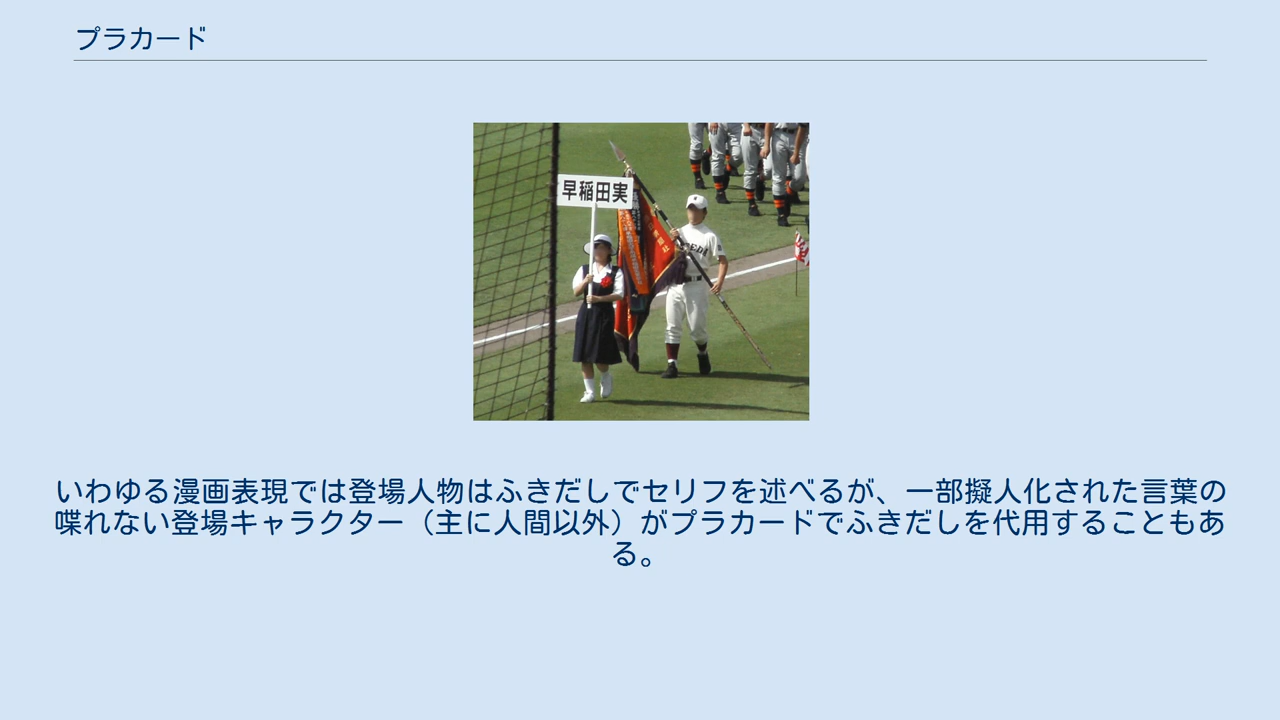 プラカード
早稲田実
いわゆる漫画表現では登場人物はふきだしでセリフを述べるが、一部擬人化された言葉の
喋れない登場キャラクター（主に人間以外）がプラカードでふきだしを代用することもあ
る。